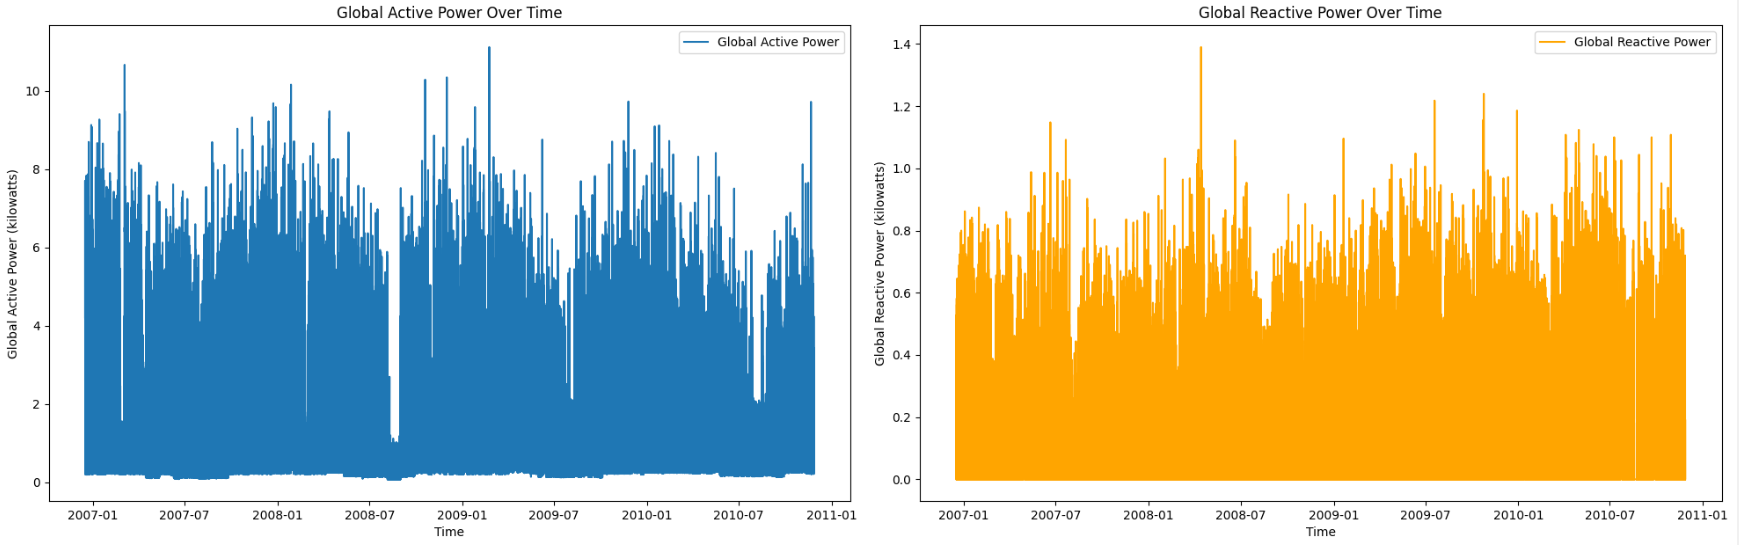 Global Active Power Over Time
Global Active Power
Global Active Power (kilowatts)
10
8
6
4
2
0
2007-01 2007-07 2008-01 2008-07 2009-01 2009-07 2010-01 2010-07 2011-01
Time
Global Reactive Power Over Time
Global Reactive Power
Global Reactive Power (kilowatts)
1.4
1.2
1.0
0.8
0.6
0.4
0.2
0.0
2007-01 2007-07 2008-01 2008-07 2009-01 2009-07 2010-01 2010-07 2011-01
Time